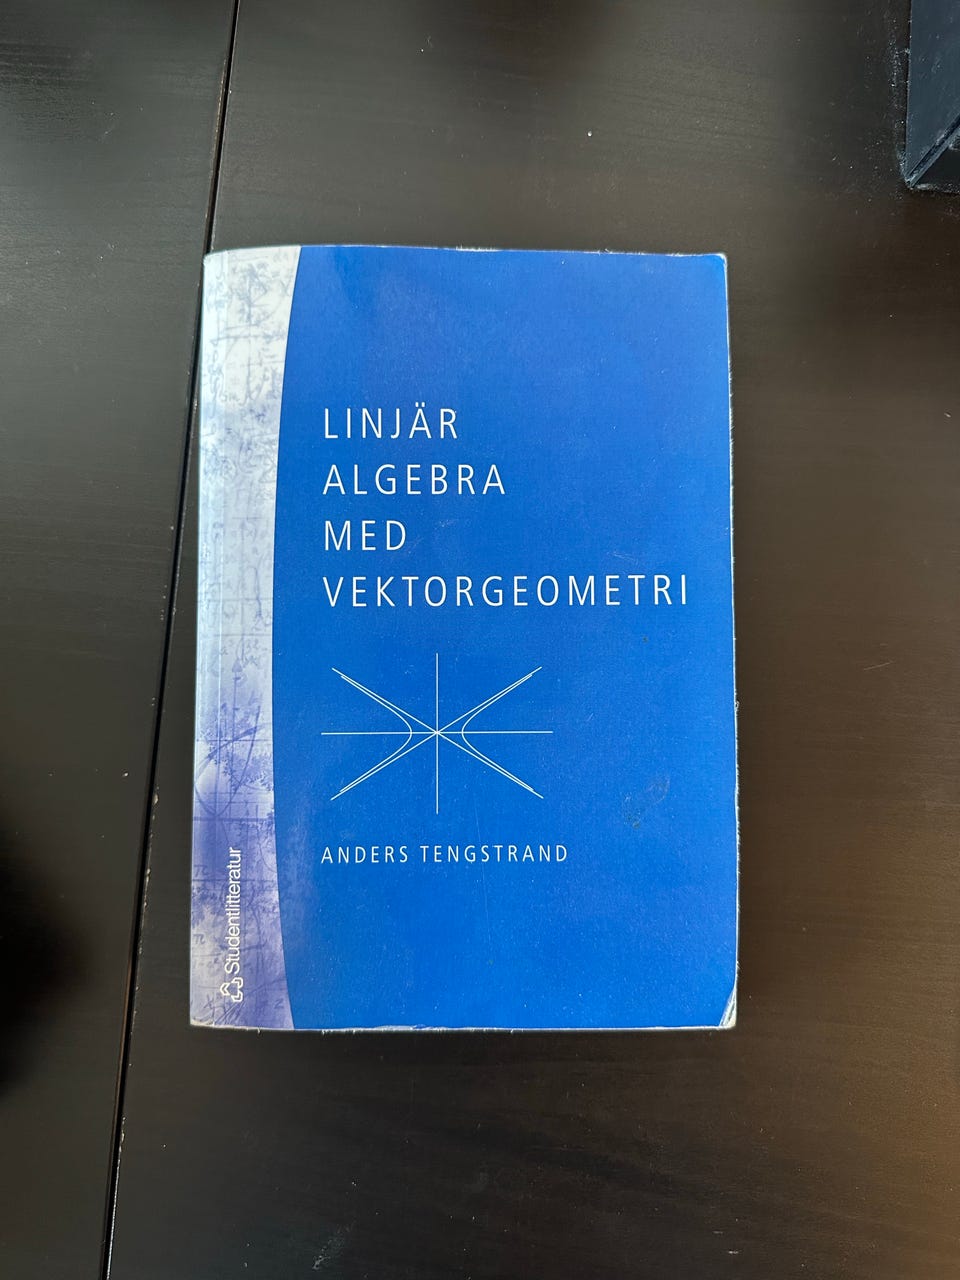 LINJÄR
ALGEBRA
MED
VEKTORGEOMETRI
ANDERS TENGSTRAND
Studentlitteratur